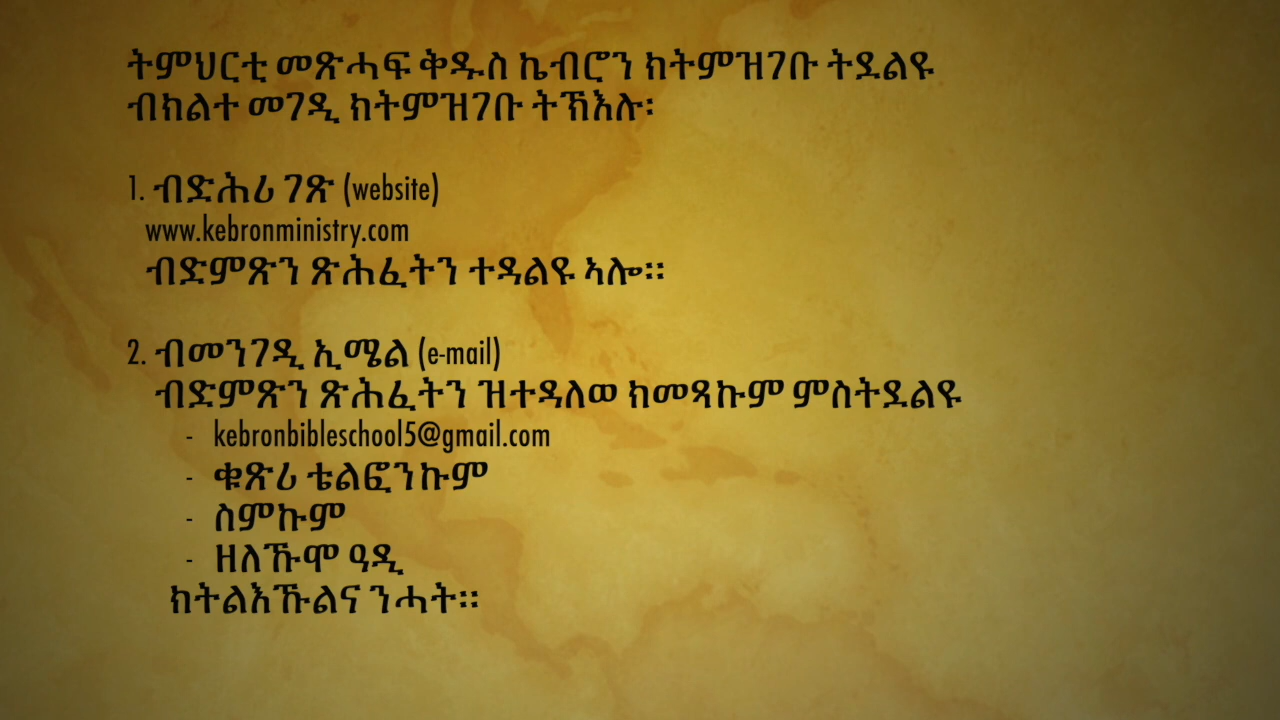 ትምህርቲ መጽሓፍ ቅዱስ ኬብሮን ክትምዝገቡ ትደልዩ
ብክልተ መገዲ ክትምዝገቡ ትኽእሉ፡
1. ብድሕሪ ገጽ (website)
www.kebronministry.com
ብድምጽን ጽሕፈትን ተዳልዩ ኣሎ፡፡
2. ብመንገዲ ኢሜል (e-mail)
ብድምጽን ጽሕፈትን ዝተዳለወ ክመጻኩም ምስትደልዩ
- kebronbibleschool5@gmail.com
- ቁጽሪ ቴልፎንኩም
- ስምኩም
- ዘለኹሞ ዓዲ
ክትልእኹልና ንሓት፡፡